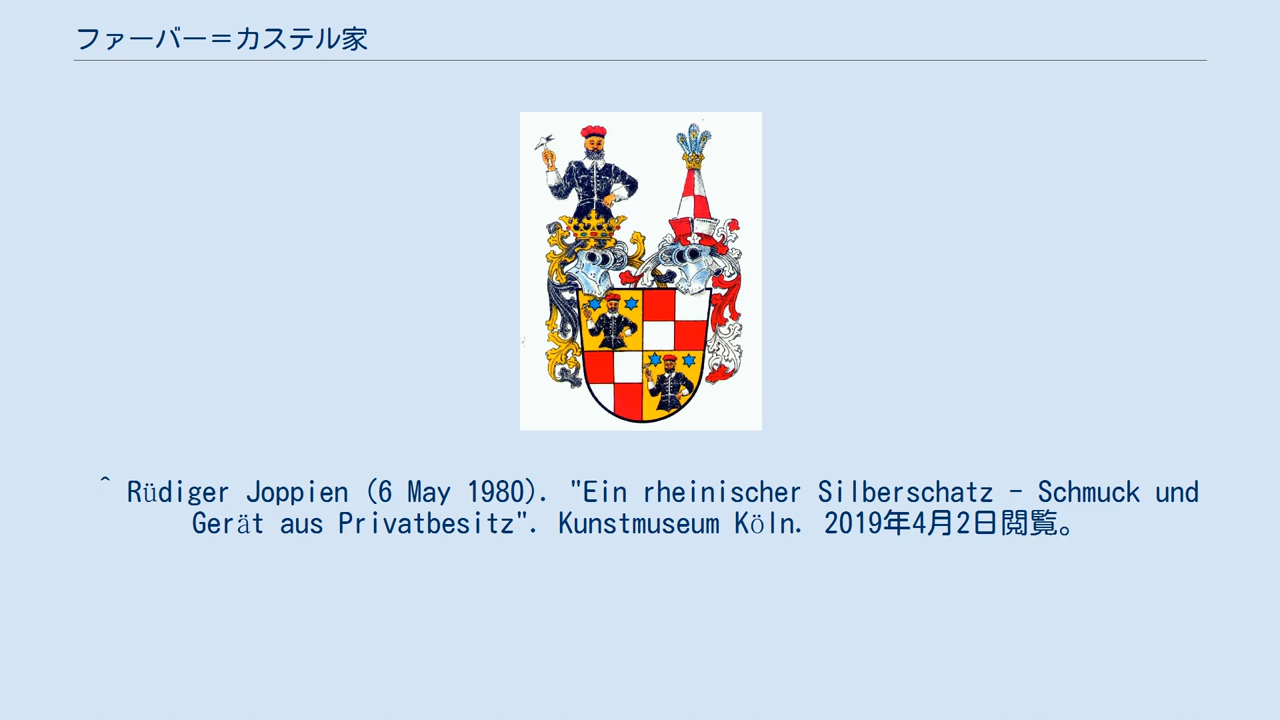 ファーバー＝カステル家
^ Rüdiger Joppien (6 May 1980). "Ein rheinischer Silberschatz - Schmuck und
Gerät aus Privatbesitz". Kunstmuseum Köln. 2019年4月2日閲覧。